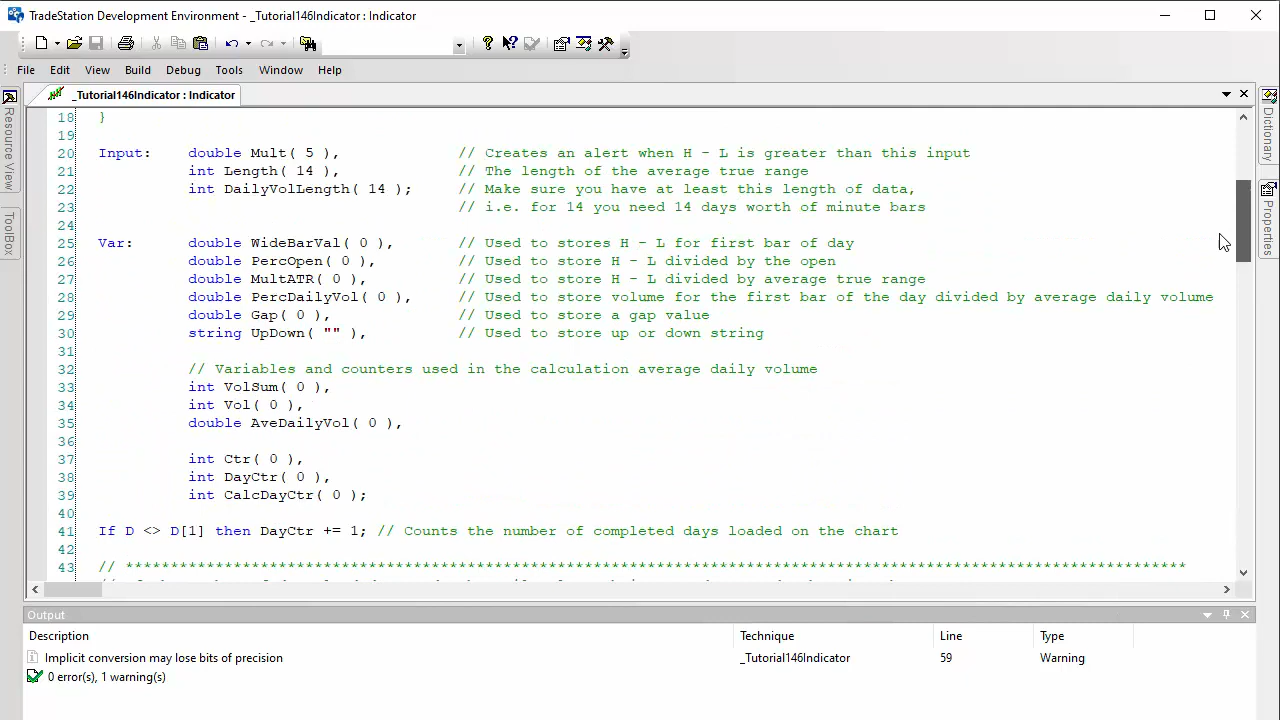 TradeStation Development Environment - _Tutorial146Indicator : Indicator
File Edit View Build Debug Tools Window Help
_Tutorial146Indicator : Indicator
Resource View
ToolBox
Dictionary
Properties
18 }
19
20 Input: double Mult( 5 ), // Creates an alert when H - L is greater than this input
21 int Length( 14 ), // The length of the average true range
22 int DailyVolLength( 14 ); // Make sure you have at least this length of data,
23 // i.e. for 14 you need 14 days worth of minute bars
24
25 Var: double WideBarVal( 0 ), // Used to stores H - L for first bar of day
26 double PercOpen( 0 ), // Used to store H - L divided by the open
27 double MultATR( 0 ), // Used to store H - L divided by average true range
28 double PercDailyVol( 0 ), // Used to store volume for the first bar of the day divided by average daily volume
29 double Gap( 0 ), // Used to store a gap value
30 string UpDown( "" ), // Used to store up or down string
31
32 // Variables and counters used in the calculation average daily volume
33 int VolSum( 0 ),
34 int Vol( 0 ),
35 double AveDailyVol( 0 ),
36
37 int Ctr( 0 ),
38 int DayCtr( 0 ),
39 int CalcDayCtr( 0 );
40
41 If D <> D[1] then DayCtr += 1; // Counts the number of completed days loaded on the chart
42
43 // **********************************************************************************************************************
Output
Description Technique Line Type
Implicit conversion may lose bits of precision _Tutorial146Indicator 59 Warning
0 error(s), 1 warning(s)